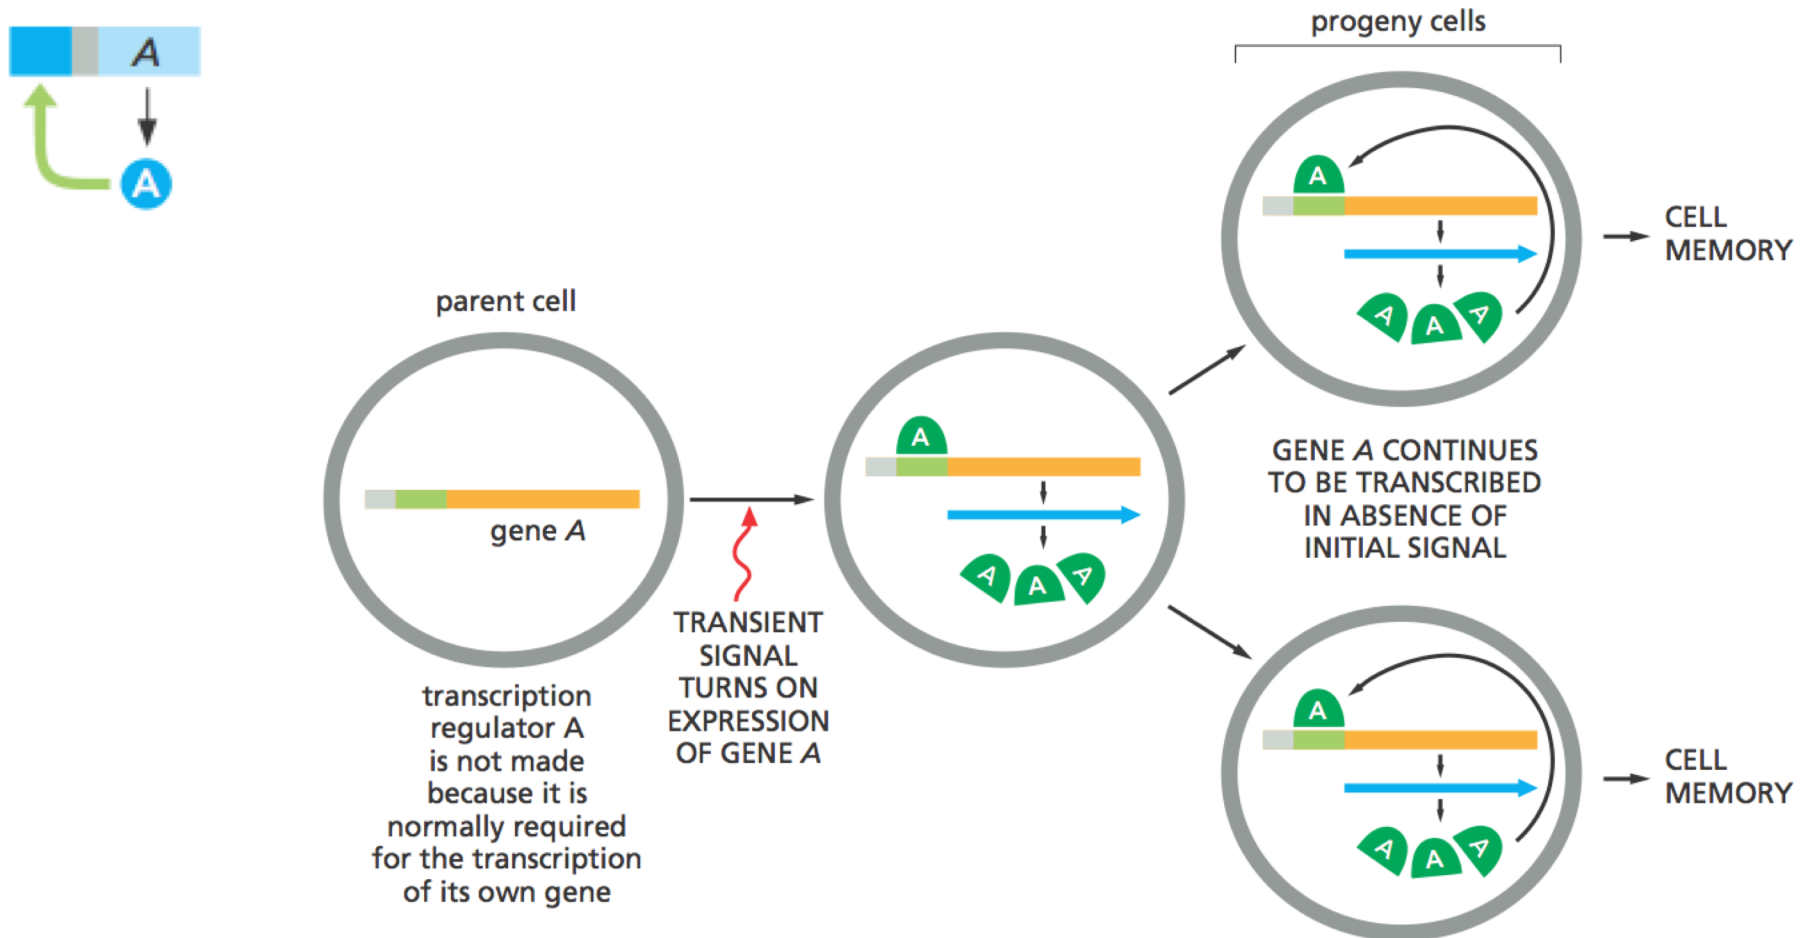 A
A
parent cell
gene A
transcription
regulator A
is not made
because it is
normally required
for the transcription
of its own gene
TRANSIENT
SIGNAL
TURNS ON
EXPRESSION
OF GENE A
A
A
A
A
progeny cells
A
A
A
A
CELL
MEMORY
GENE A CONTINUES
TO BE TRANSCRIBED
IN ABSENCE OF
INITIAL SIGNAL
A
A
A
A
CELL
MEMORY